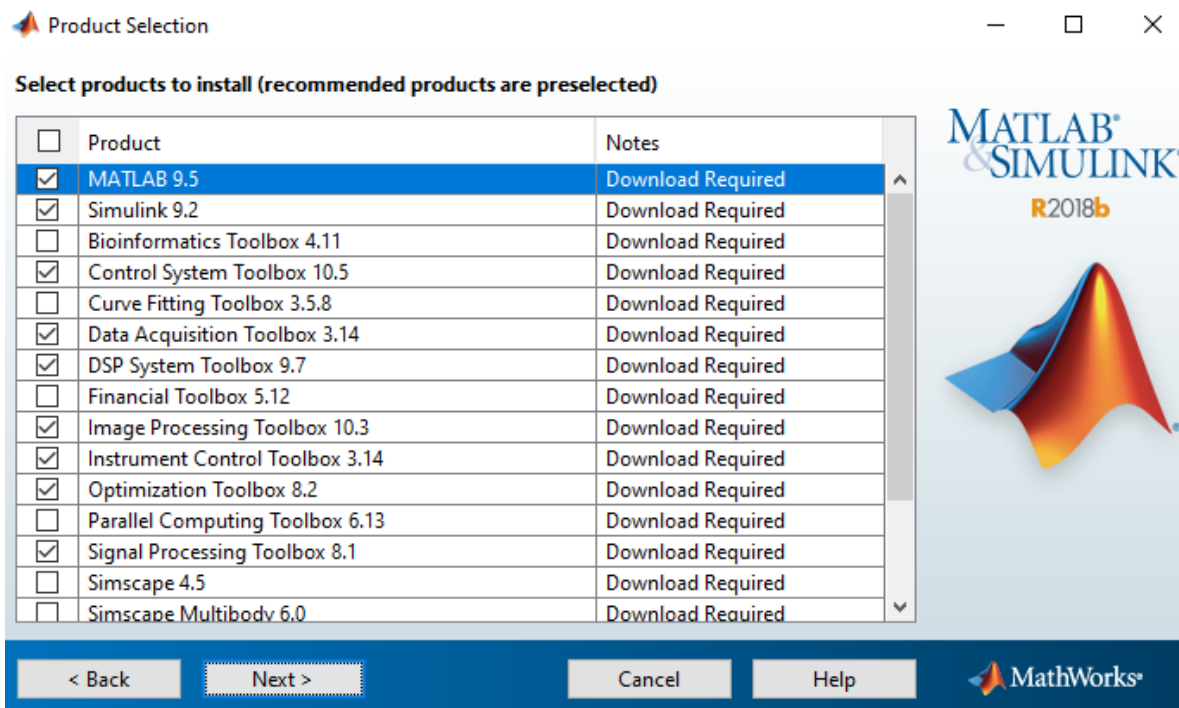 Product Selection
Select products to install (recommended products are preselected)
Product Notes
MATLAB 9.5 Download Required
Simulink 9.2 Download Required
Bioinformatics Toolbox 4.11 Download Required
Control System Toolbox 10.5 Download Required
Curve Fitting Toolbox 3.5.8 Download Required
Data Acquisition Toolbox 3.14 Download Required
DSP System Toolbox 9.7 Download Required
Financial Toolbox 5.12 Download Required
Image Processing Toolbox 10.3 Download Required
Instrument Control Toolbox 3.14 Download Required
Optimization Toolbox 8.2 Download Required
Parallel Computing Toolbox 6.13 Download Required
Signal Processing Toolbox 8.1 Download Required
Simscape 4.5 Download Required
Simscape Multibody 6.0 Download Required
MATLAB®
&SIMULINK®
R2018b
®
< Back Next > Cancel Help MathWorks®